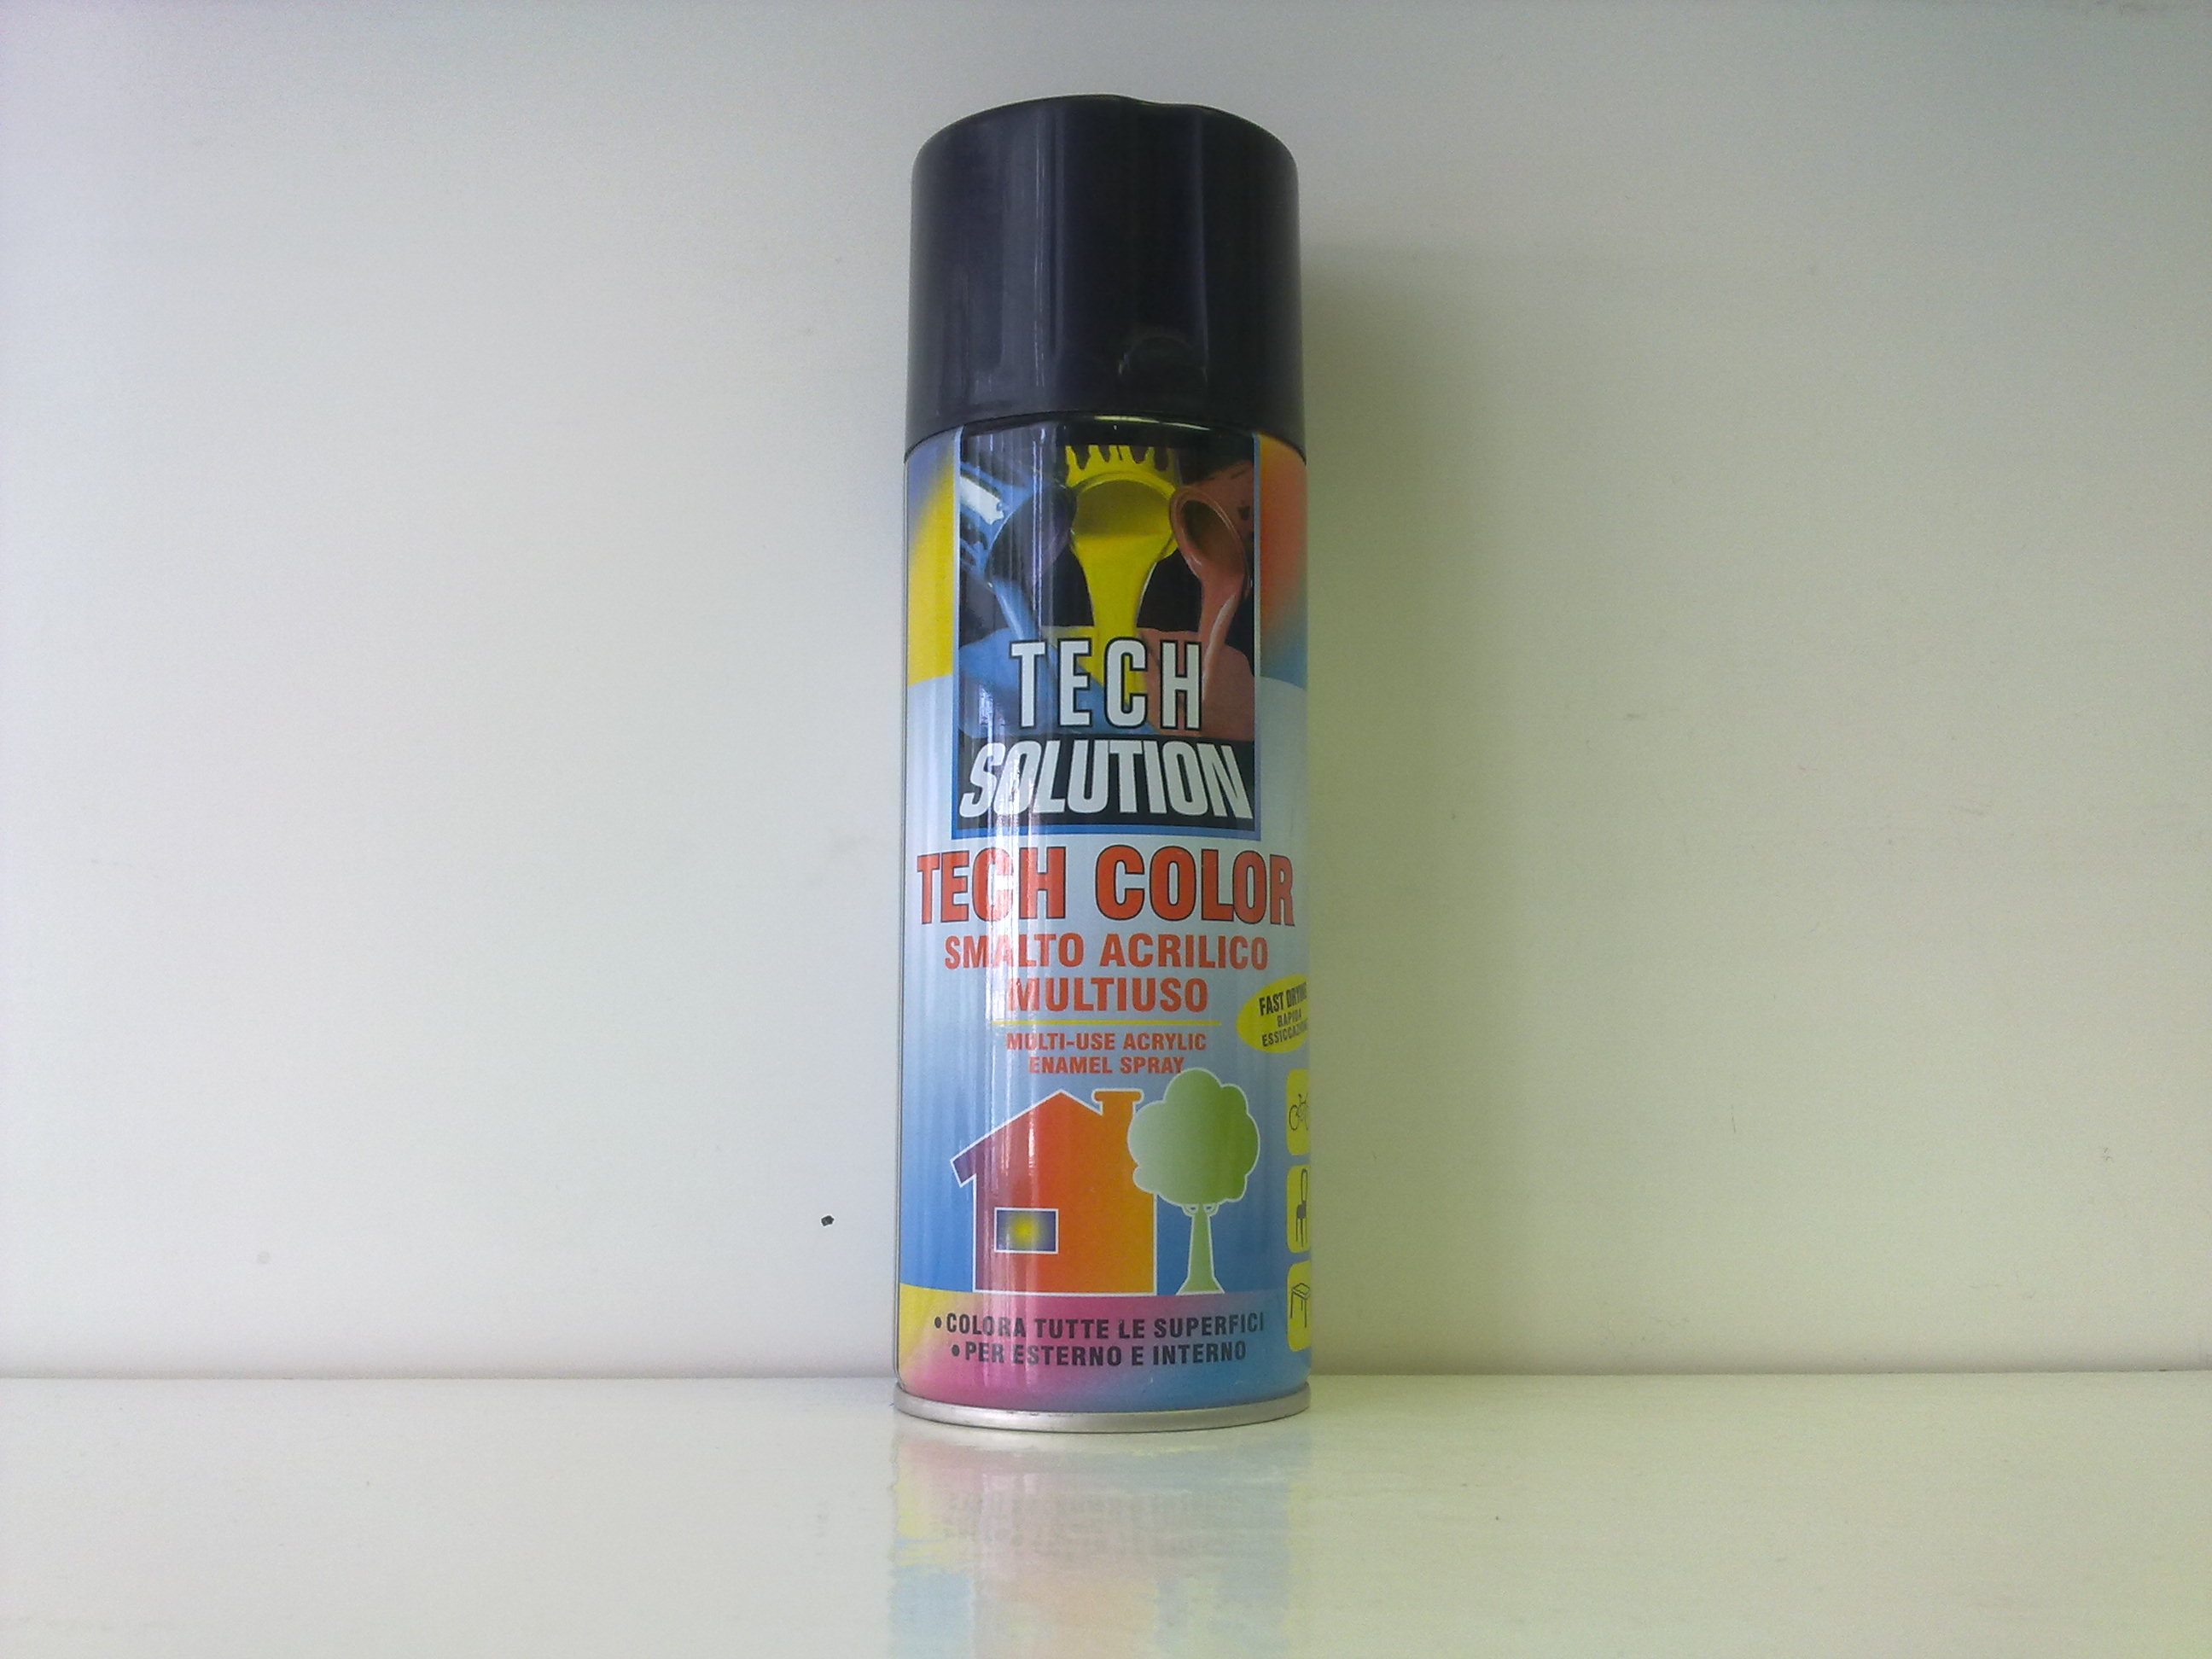 TECH
SOLUTION
TECH COLOR
SMALTO ACRILICO
MULTIUSO
MULTI-USE ACRYLIC
ENAMEL SPRAY
FAST
RAPIDA
• COLORA TUTTE LE SUPERFICI
• PER ESTERNO E INTERNO